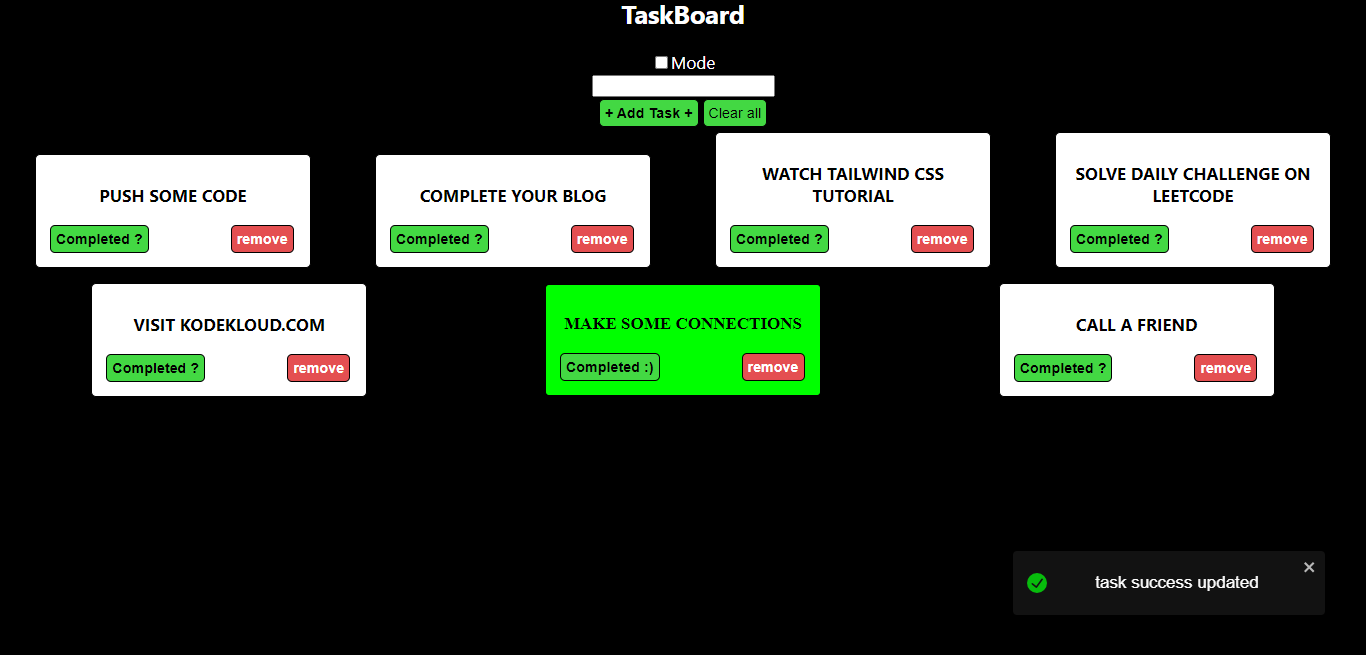 TaskBoard
Mode
+ Add Task +
Clear all
PUSH SOME CODE
Completed ?
remove
COMPLETE YOUR BLOG
Completed ?
remove
WATCH TAILWIND CSS
TUTORIAL
Completed ?
remove
SOLVE DAILY CHALLENGE ON
LEETCODE
Completed ?
remove
VISIT KODEKLOUD.COM
Completed ?
remove
MAKE SOME CONNECTIONS
Completed :)
remove
CALL A FRIEND
Completed ?
remove
task success updated